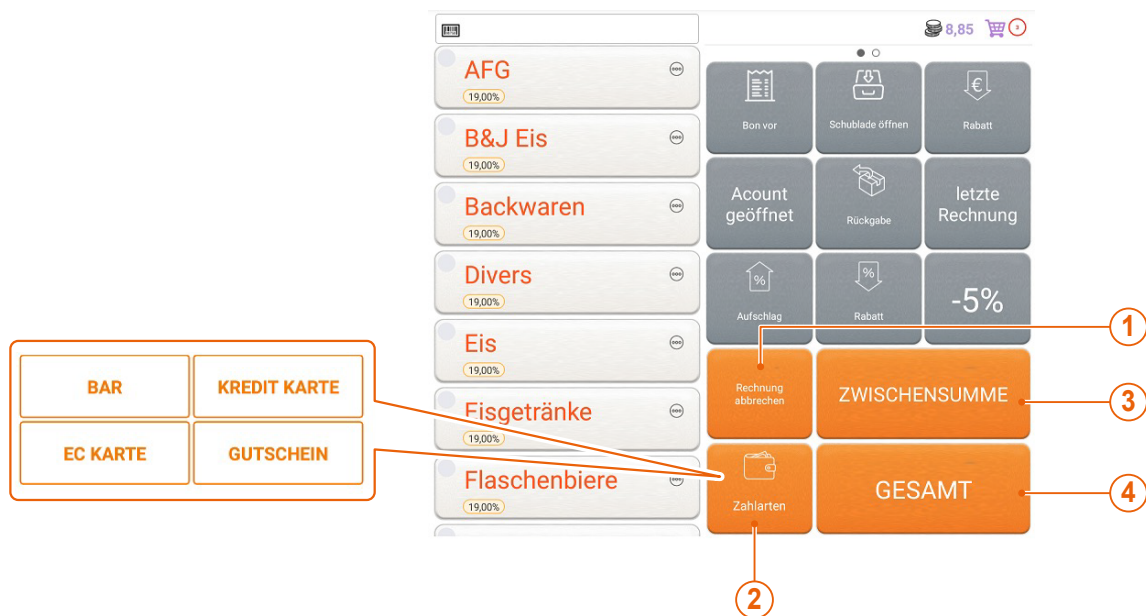 8,85
3
AFG
19,00%
B&J Eis
19,00%
Backwaren
19,00%
Divers
19,00%
Eis
19,00%
Eisgetränke
19,00%
Flaschenbiere
19,00%
Bon vor
Schublade öffnen
€
Rabatt
Acount
geöffnet
Rückgabe
letzte
Rechnung
%
Aufschlag
%
Rabatt
-5%
Rechnung
abbrechen
ZWISCHENSUMME
Zahlarten
GESAMT
BAR
KREDIT KARTE
EC KARTE
GUTSCHEIN
1
3
4
2